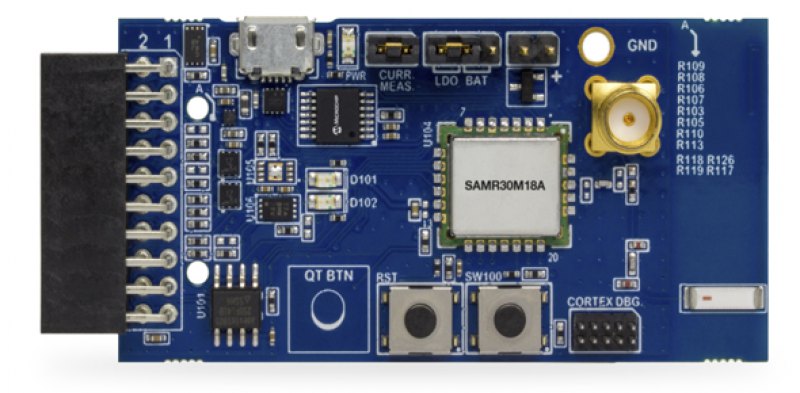 2 1
A
PWR
CURR.
MEAS.
LDO BAT
+
GND
A
R109
R108
R106
R107
R103
R105
R110
R113
R118 R126
R119 R117
MICROCHIP
7
U104
SAMR30M18A
20
U105
D101
U106
D102
U101
QT BTN
RST
SW100
CORTEX DBG.